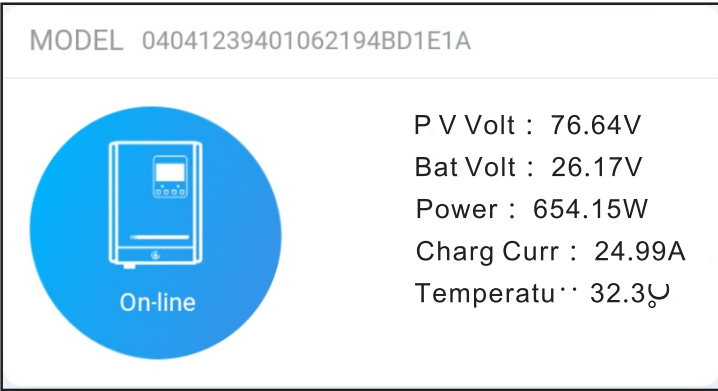 MODEL 04041239401062194BD1E1A
P V Volt : 76.64V
Bat Volt : 26.17V
Power : 654.15W
Charg Curr : 24.99A
Temperatu·· 32.3
On-line